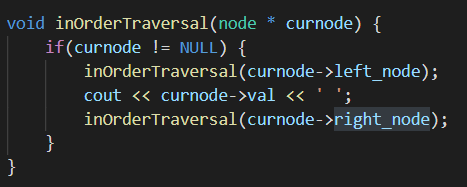 void inOrderTraversal(node * curnode) {
    if(curnode != NULL) {
        inOrderTraversal(curnode->left_node);
        cout << curnode->val << ' ';
        inOrderTraversal(curnode->right_node);
    }
}